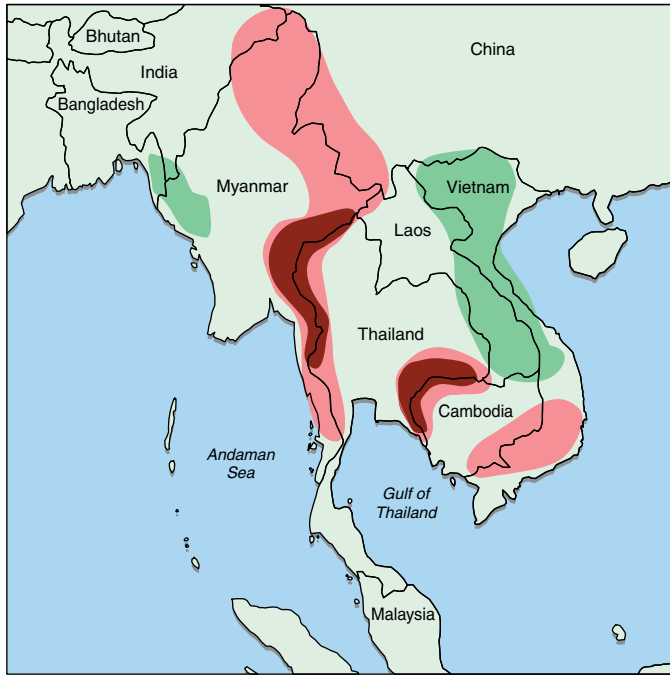 Bhutan
China
India
Bangladesh
Myanmar
Vietnam
Laos
Thailand
Cambodia
Andaman
Sea
Gulf of
Thailand
Malaysia